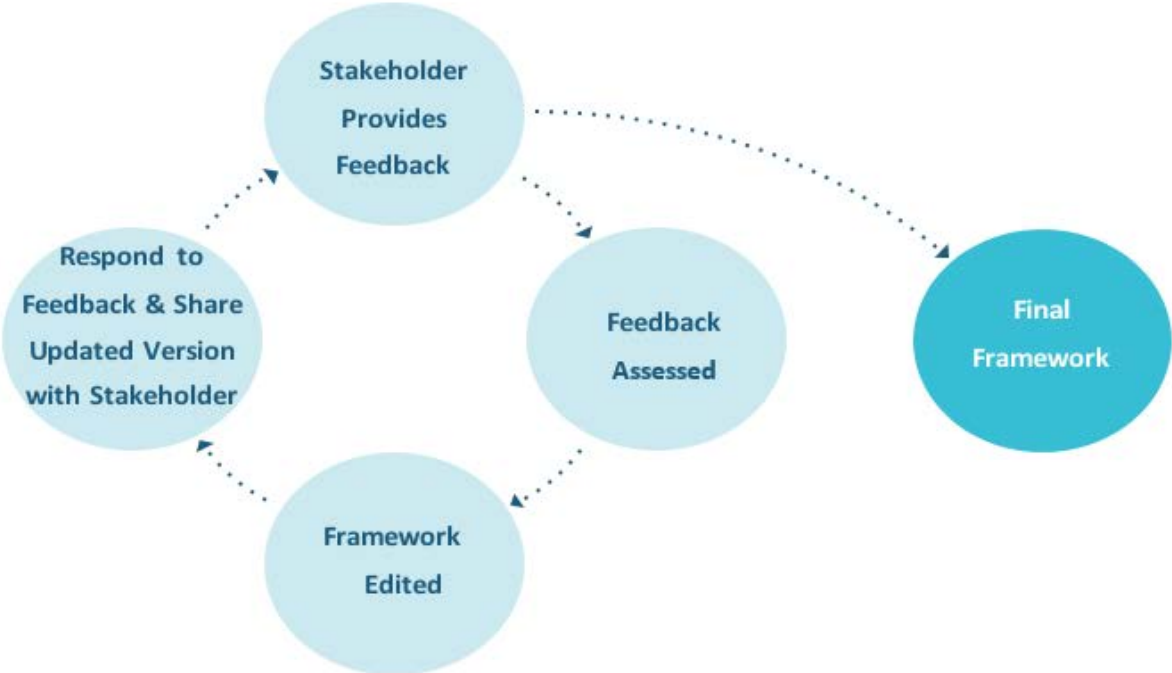 Stakeholder
Provides
Feedback
Respond to
Feedback & Share
Updated Version
with Stakeholder
Feedback
Assessed
Final
Framework
Framework
Edited